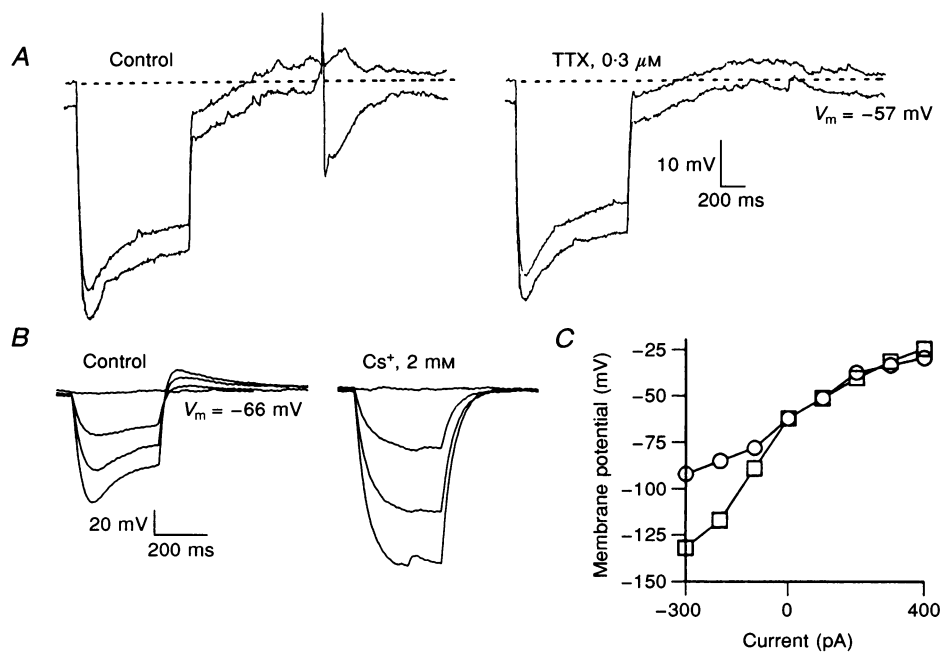 A
Control
TTX, 0·3 μM
Vm = −57 mV
10 mV
200 ms
B
Control
Cs+, 2 mM
Vm = −66 mV
20 mV
200 ms
C
Membrane potential (mV)
−25
−50
−75
−100
−125
−150
−300
0
400
Current (pA)